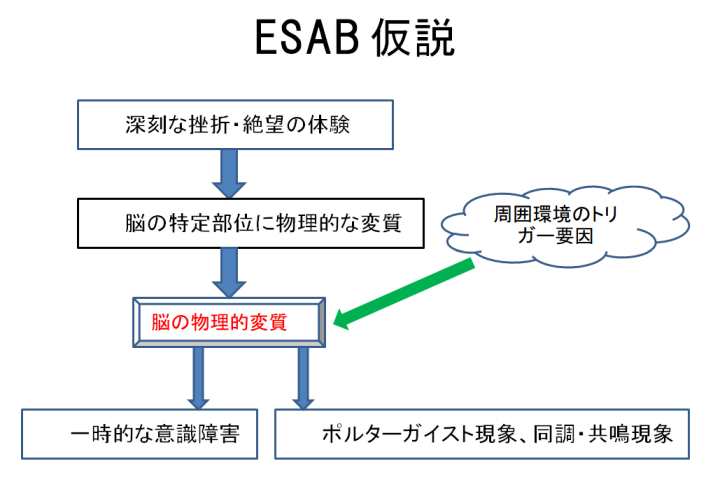 ESAB 仮説
深刻な挫折・絶望の体験
脳の特定部位に物理的な変質
周囲環境のトリ
ガー要因
脳の物理的変質
一時的な意識障害
ポルターガイスト現象、同調・共鳴現象